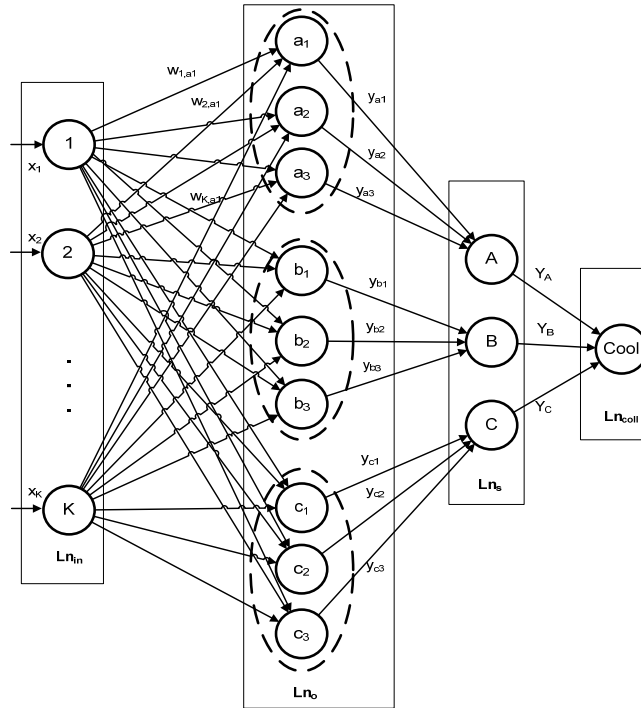 a1
w1,a1
w2,a1
a2
ya1
1
x1
ya2
a3
wK,a1
ya3
x2
2
A
b1
yb1
YA
b2
yb2
B
YB
Cool
yb3
b3
YC
Lncoll
C
yc1
xK
K
c1
yc2
Lns
Lnin
c2
yc3
c3
Lno